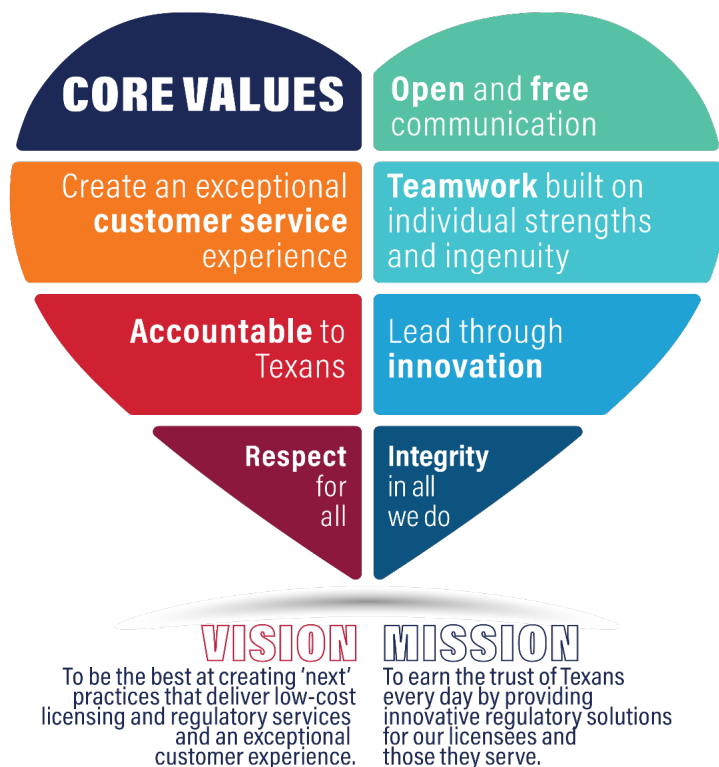 CORE VALUES
Open and free
communication
Create an exceptional
customer service
experience
Teamwork built on
individual strengths
and ingenuity
Accountable to
Texans
Lead through
innovation
Respect
for
all
Integrity
in all
we do
VISION
To be the best at creating ‘next’
practices that deliver low-cost
licensing and regulatory services
and an exceptional
customer experience.
MISSION
To earn the trust of Texans
every day by providing
innovative regulatory solutions
for our licensees and
those they serve.